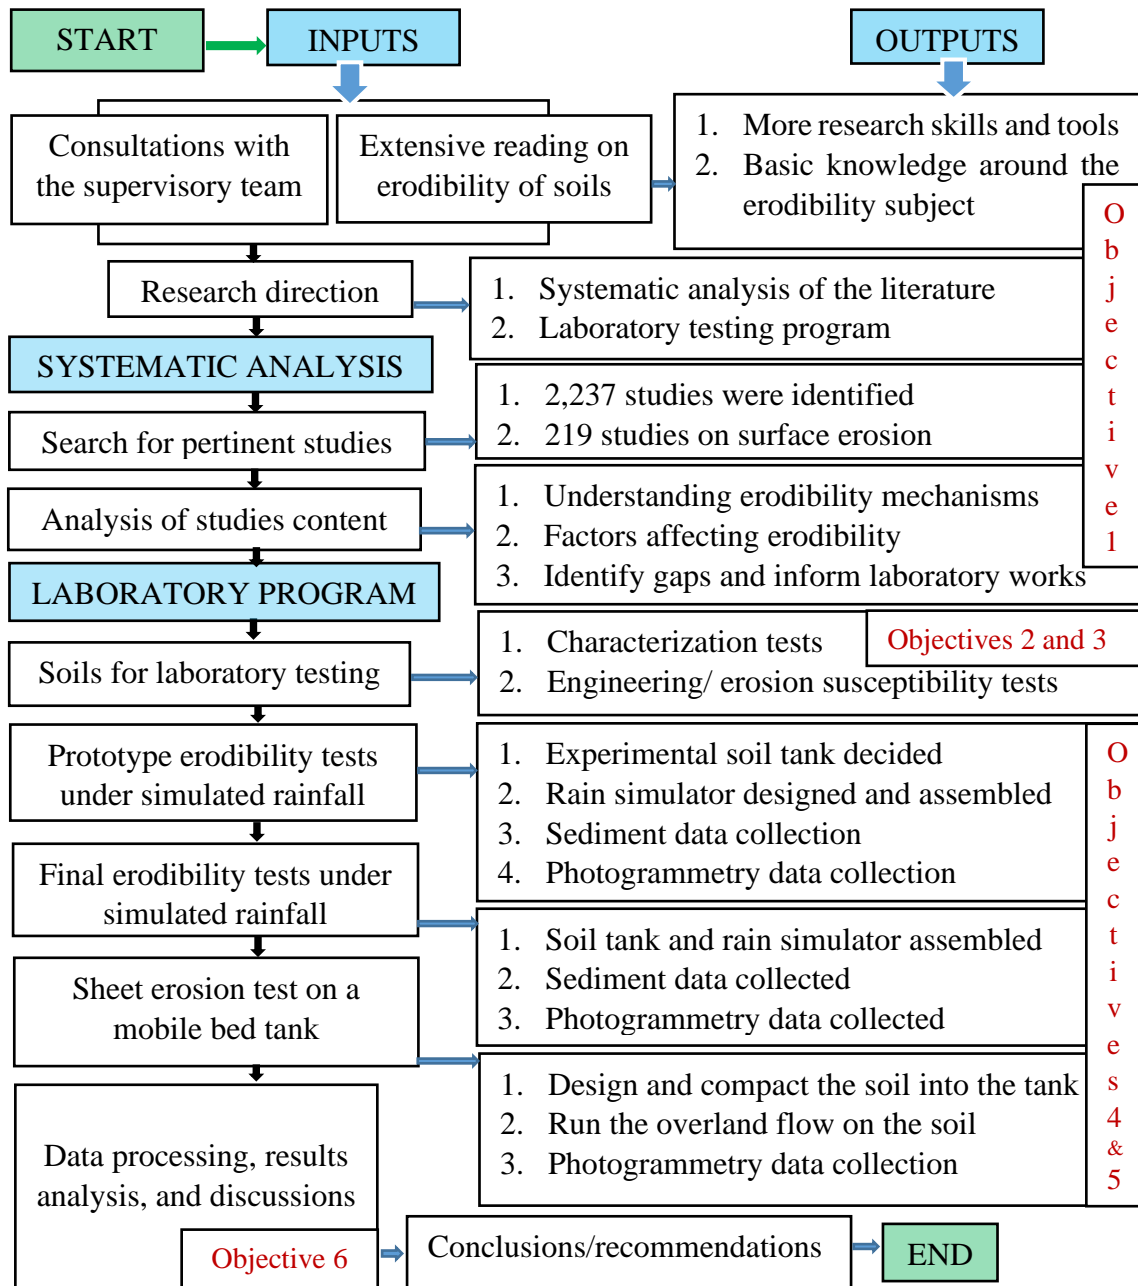 START
INPUTS
OUTPUTS
Consultations with
the supervisory team
Extensive reading on
erodibility of soils
1. More research skills and tools
2. Basic knowledge around the
erodibility subject
Objective 1
Research direction
1. Systematic analysis of the literature
2. Laboratory testing program
SYSTEMATIC ANALYSIS
Search for pertinent studies
1. 2,237 studies were identified
2. 219 studies on surface erosion
Analysis of studies content
1. Understanding erodibility mechanisms
2. Factors affecting erodibility
3. Identify gaps and inform laboratory works
LABORATORY PROGRAM
Soils for laboratory testing
1. Characterization tests
2. Engineering/ erosion susceptibility tests
Objectives 2 and 3
Prototype erodibility tests
under simulated rainfall
1. Experimental soil tank decided
2. Rain simulator designed and assembled
3. Sediment data collection
4. Photogrammetry data collection
Objectives 4 & 5
Final erodibility tests under
simulated rainfall
1. Soil tank and rain simulator assembled
2. Sediment data collected
3. Photogrammetry data collected
Sheet erosion test on a
mobile bed tank
1. Design and compact the soil into the tank
2. Run the overland flow on the soil
3. Photogrammetry data collection
Data processing, results
analysis, and discussions
Objective 6
Conclusions/recommendations
END